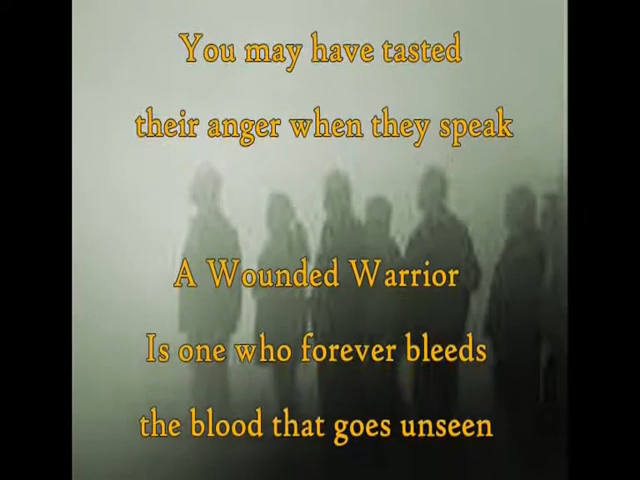 You may have tasted
their anger when they speak
A Wounded Warrior
Is one who forever bleeds
the blood that goes unseen